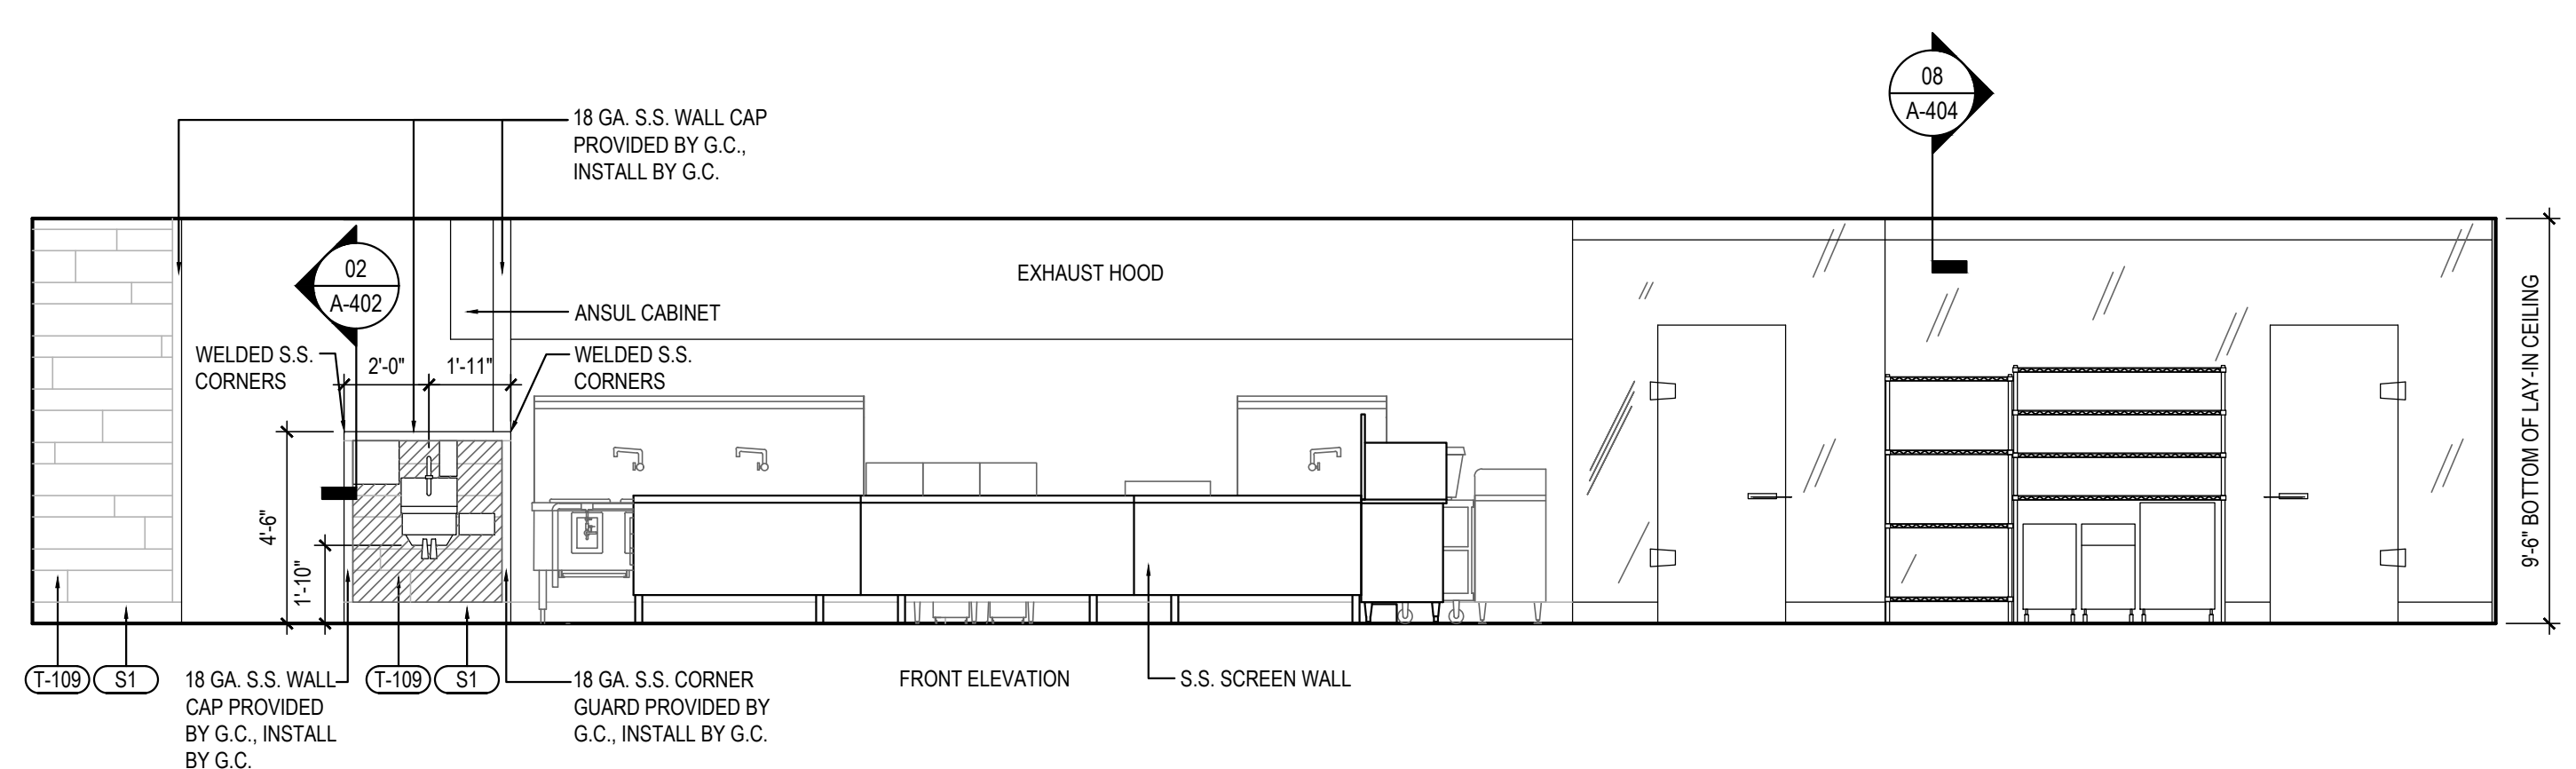 18 GA. S.S. WALL CAP
PROVIDED BY G.C.,
INSTALL BY G.C.
08
A-404
02
A-402
EXHAUST HOOD
ANSUL CABINET
WELDED S.S.
CORNERS
2'-0"
1'-11"
WELDED S.S.
CORNERS
4'-6"
1'-10"
9'-6" BOTTOM OF LAY-IN CEILING
T-109
S1
18 GA. S.S. WALL
CAP PROVIDED
BY G.C., INSTALL
BY G.C.
T-109
S1
18 GA. S.S. CORNER
GUARD PROVIDED BY
G.C., INSTALL BY G.C.
FRONT ELEVATION
S.S. SCREEN WALL